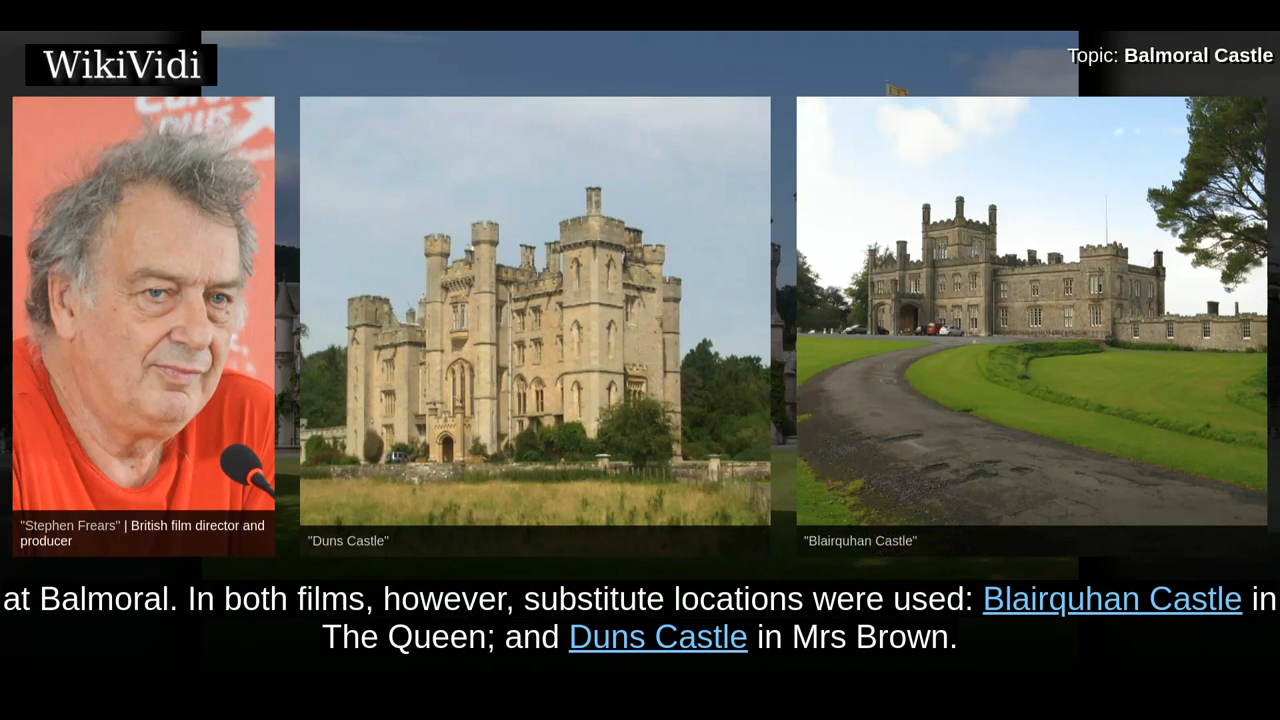 WikiVidi
Topic: Balmoral Castle
"Stephen Frears" | British film director and
producer
"Duns Castle"
"Blairquhan Castle"
at Balmoral. In both films, however, substitute locations were used: Blairquhan Castle in
The Queen; and Duns Castle in Mrs Brown.